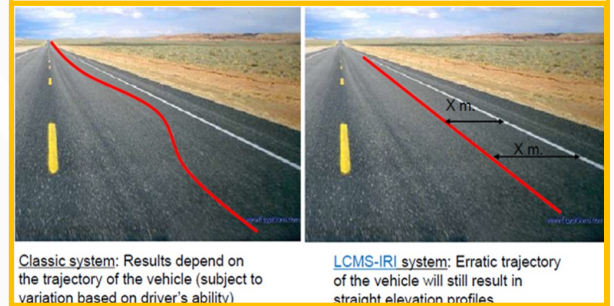 X m.
X m.
Classic system: Results depend on
the trajectory of the vehicle (subject to
variation based on driver's ability)
LCMS-IRI system: Erratic trajectory
of the vehicle will still result in
straight elevation profiles